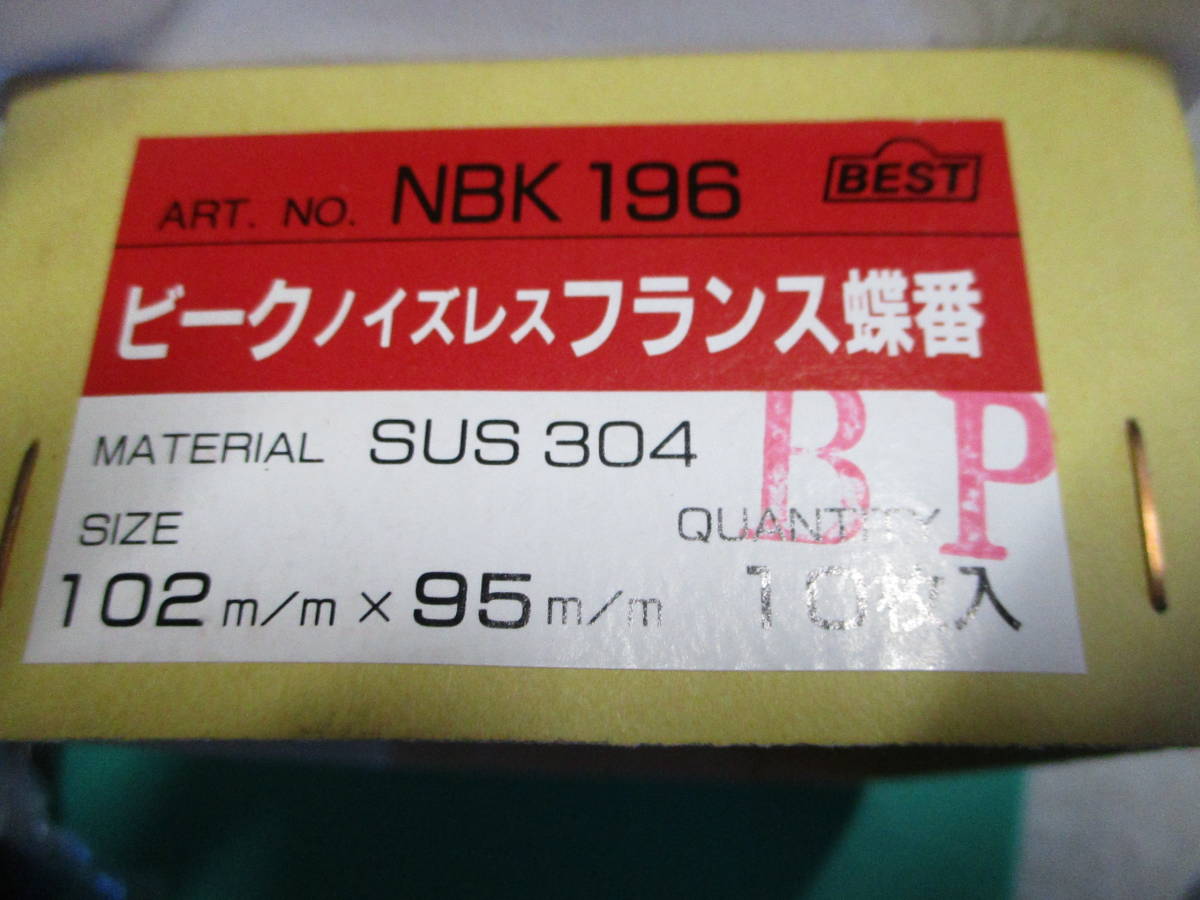 ART. NO. NBK 196 BEST
ビークノイズレスフランス蝶番
MATERIAL SUS 304
BP
SIZE QUANTITY
102 m/m × 95 m/m 10枚入